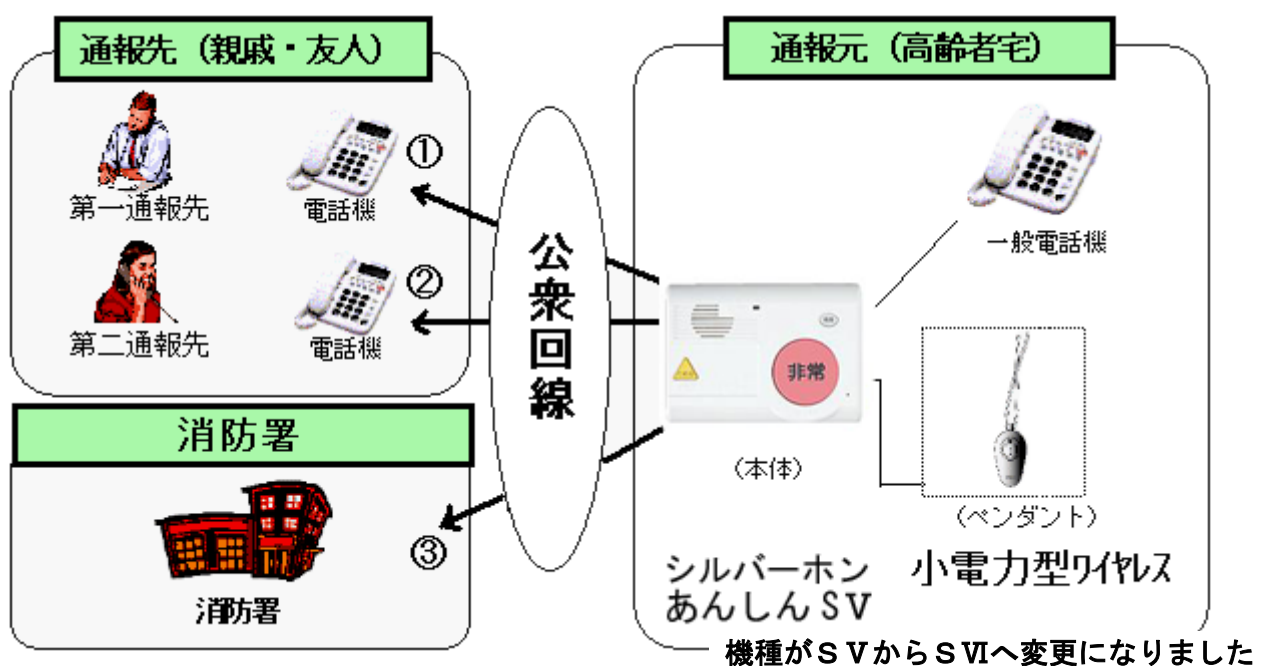 通報先（親戚・友人）
①
第一通報先
電話機
②
第二通報先
電話機
消防署
③
消防署
公衆回線
通報元（高齢者宅）
一般電話機
非常
（本体）
（ペンダント）
シルバーホン
あんしんＳⅤ
小電力型ﾜｲﾔﾚｽ
機種がＳⅤからＳⅥへ変更になりました